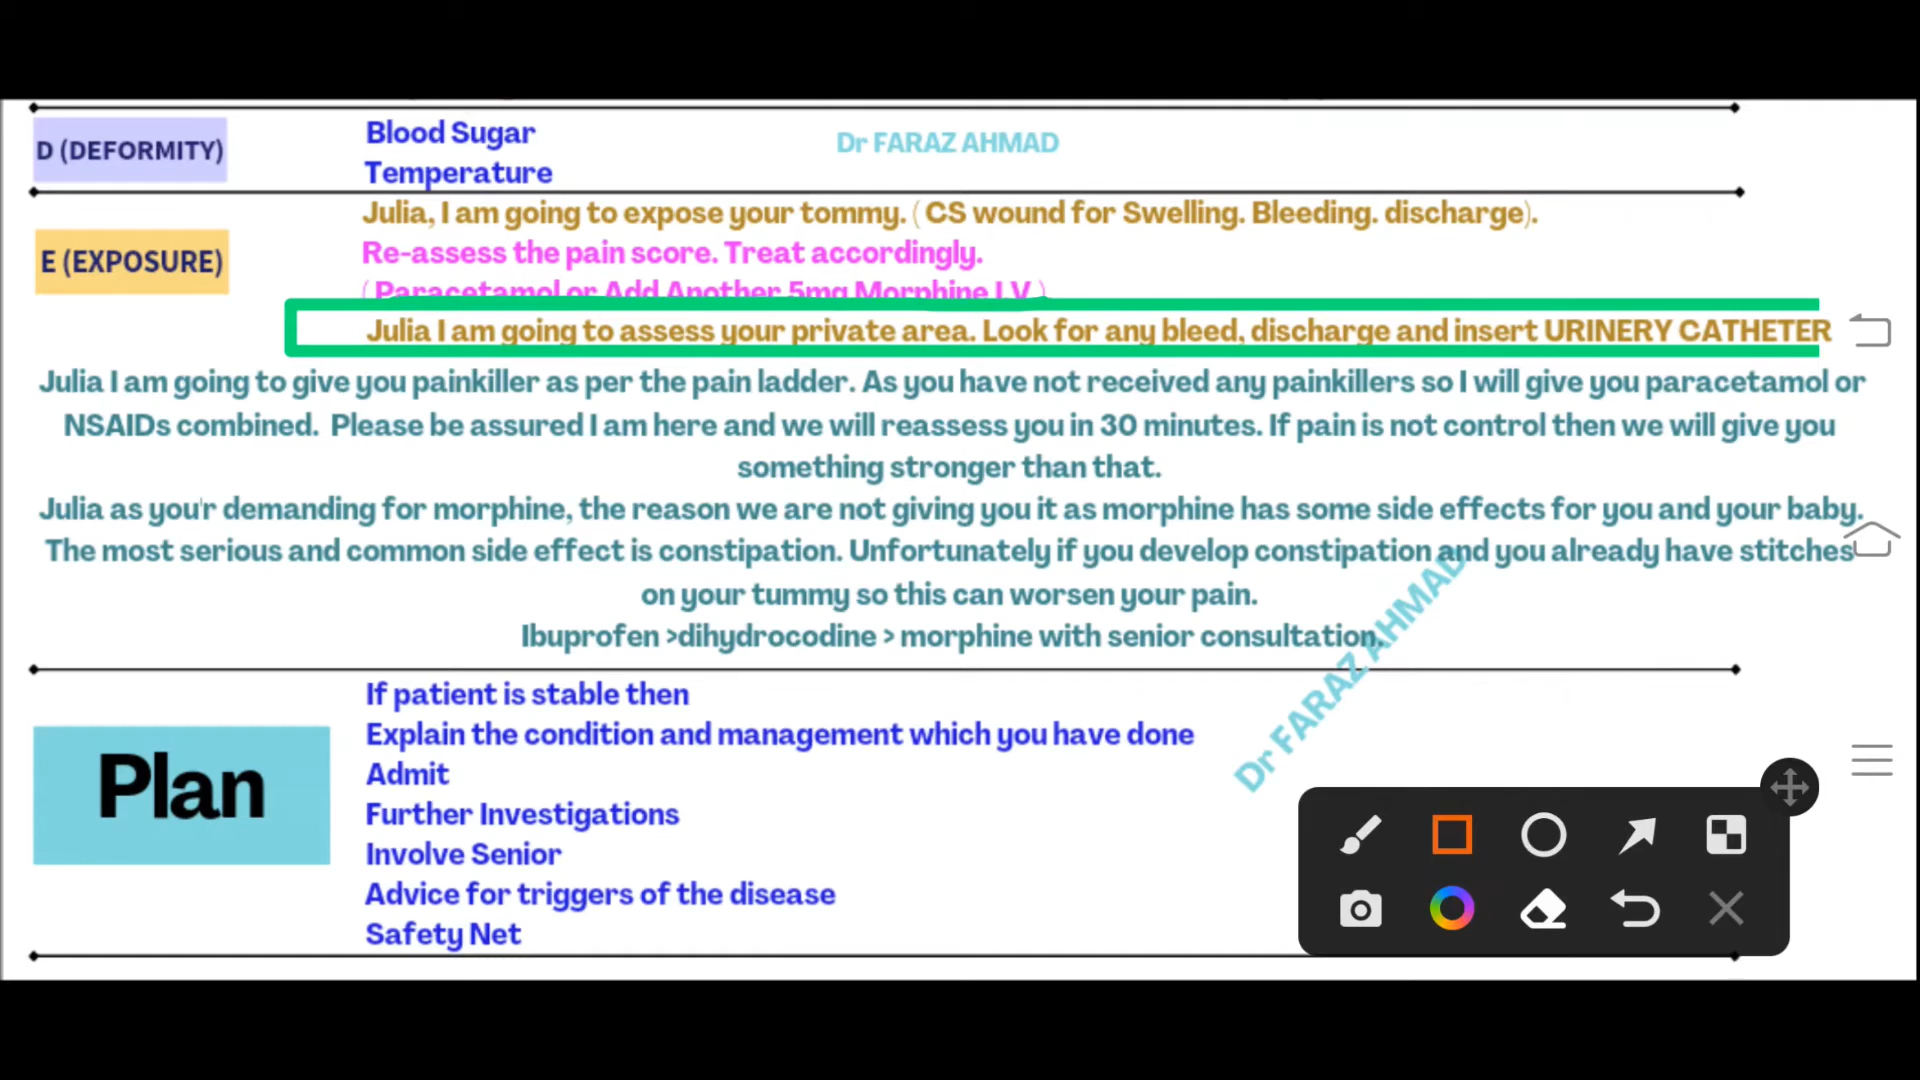 D (DEFORMITY)
Blood Sugar
Dr FARAZ AHMAD
Temperature
E (EXPOSURE)
Julia, I am going to expose your tommy. ( CS wound for Swelling. Bleeding. discharge).
Re-assess the pain score. Treat accordingly.
( Paracetamol or Add Another 5mg Morphine I.V )
Julia I am going to assess your private area. Look for any bleed, discharge and insert URINERY CATHETER
Julia I am going to give you painkiller as per the pain ladder. As you have not received any painkillers so I will give you paracetamol or
NSAIDs combined. Please be assured I am here and we will reassess you in 30 minutes. If pain is not control then we will give you
something stronger than that.
Julia as you'r demanding for morphine, the reason we are not giving you it as morphine has some side effects for you and your baby.
The most serious and common side effect is constipation. Unfortunately if you develop constipation and you already have stitches
on your tummy so this can worsen your pain.
Ibuprofen >dihydrocodine > morphine with senior consultation.
Dr FARAZ AHMAD
Plan
If patient is stable then
Explain the condition and management which you have done
Admit
Further Investigations
Involve Senior
Advice for triggers of the disease
Safety Net